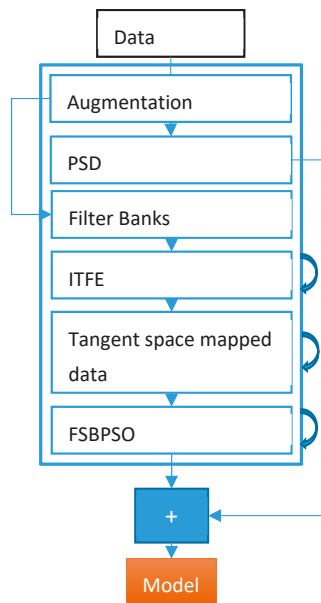 Data
Augmentation
PSD
Filter Banks
ITFE
Tangent space mapped
data
FSBPSO
+
Model